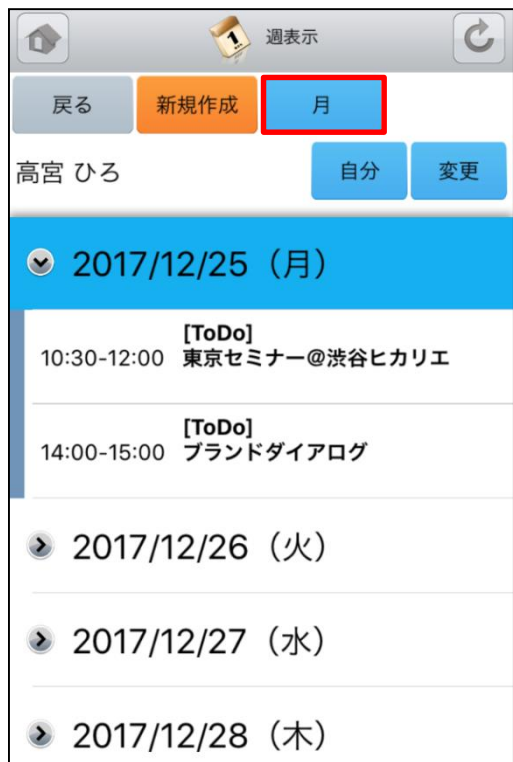 1 週表示
戻る 新規作成 月
高宮 ひろ 自分 変更
2017/12/25（月）
[ToDo]
10:30-12:00 東京セミナー@渋谷ヒカリエ
[ToDo]
14:00-15:00 ブランドダイアログ
2017/12/26（火）
2017/12/27（水）
2017/12/28（木）